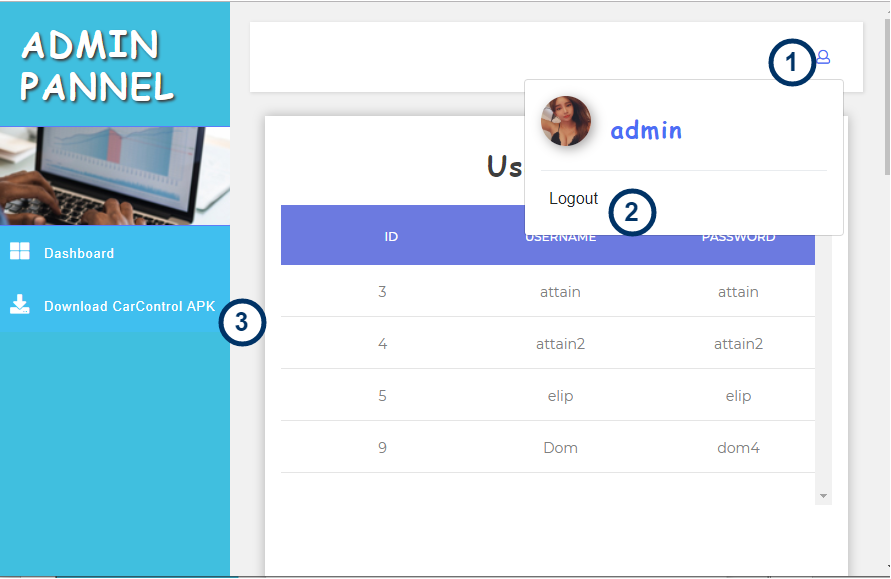 ADMIN
PANNEL
1
admin
Us
Logout
2
ID USERNAME PASSWORD
Dashboard
3 attain attain
Download CarControl APK
3
4 attain2 attain2
5 elip elip
9 Dom dom4